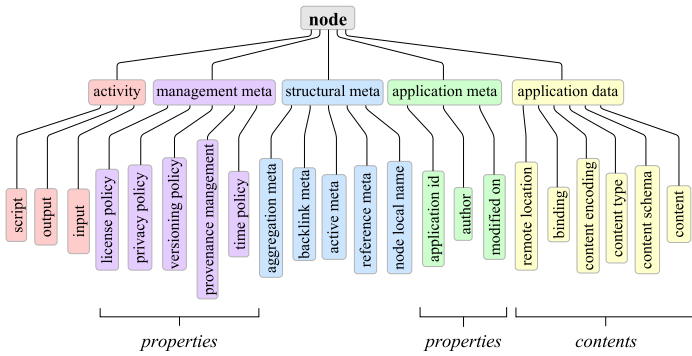 node
activity
management meta
structural meta
application meta
application data
script
output
input
license policy
privacy policy
versioning policy
provenance mangement
time policy
aggregation meta
backlink meta
active meta
reference meta
node local name
application id
author
modified on
remote location
binding
content encoding
content type
content schema
content
properties
properties
contents